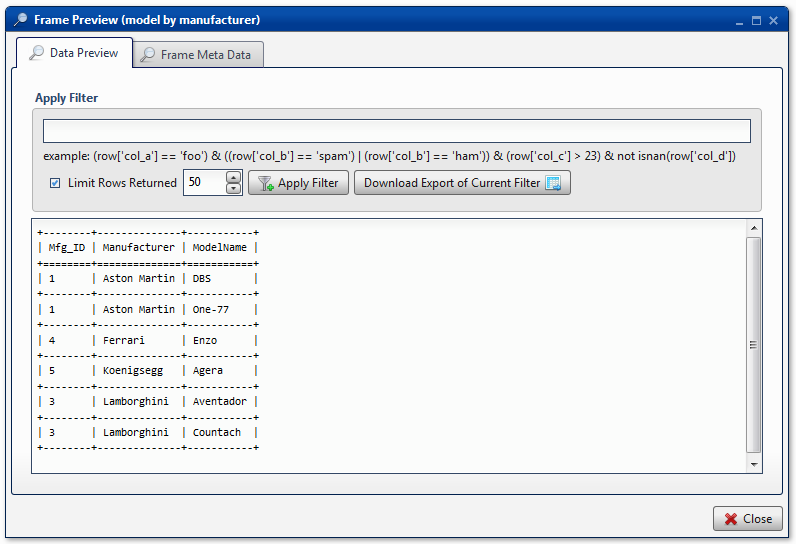 Frame Preview (model by manufacturer)
Data Preview
Frame Meta Data
Apply Filter
example: (row['col_a'] == 'foo') & ((row['col_b'] == 'spam') | (row['col_b'] == 'ham')) & (row['col_c'] > 23) & not isnan(row['col_d'])
Limit Rows Returned 50 Apply Filter Download Export of Current Filter
+--------+--------------+-----------+
| Mfg_ID | Manufacturer | ModelName |
+========+==============+===========+
| 1      | Aston Martin | DBS       |
+--------+--------------+-----------+
| 1      | Aston Martin | One-77    |
+--------+--------------+-----------+
| 4      | Ferrari      | Enzo      |
+--------+--------------+-----------+
| 5      | Koenigsegg   | Agera     |
+--------+--------------+-----------+
| 3      | Lamborghini  | Aventador |
+--------+--------------+-----------+
| 3      | Lamborghini  | Countach  |
+--------+--------------+-----------+
Close